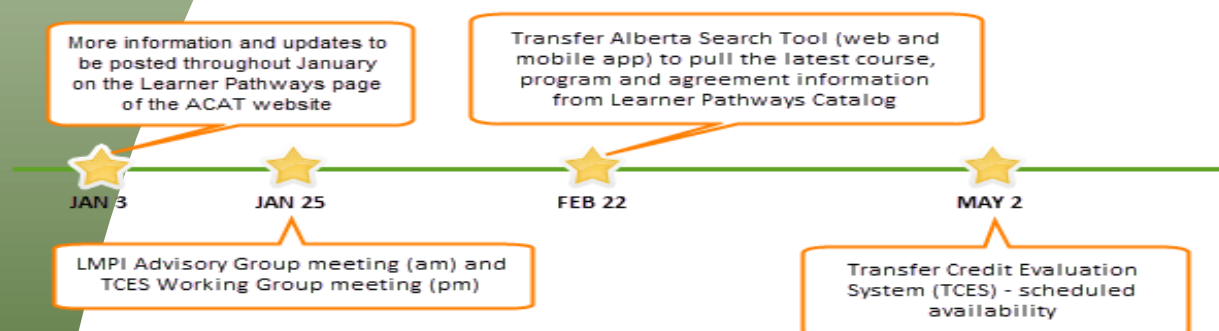 More information and updates to
be posted throughout January
on the Learner Pathways page
of the ACAT website
Transfer Alberta Search Tool (web and
mobile app) to pull the latest course,
program and agreement information
from Learner Pathways Catalog
JAN 3
JAN 25
FEB 22
MAY 2
LMPI Advisory Group meeting (am) and
TCES Working Group meeting (pm)
Transfer Credit Evaluation
System (TCES) - scheduled
availability